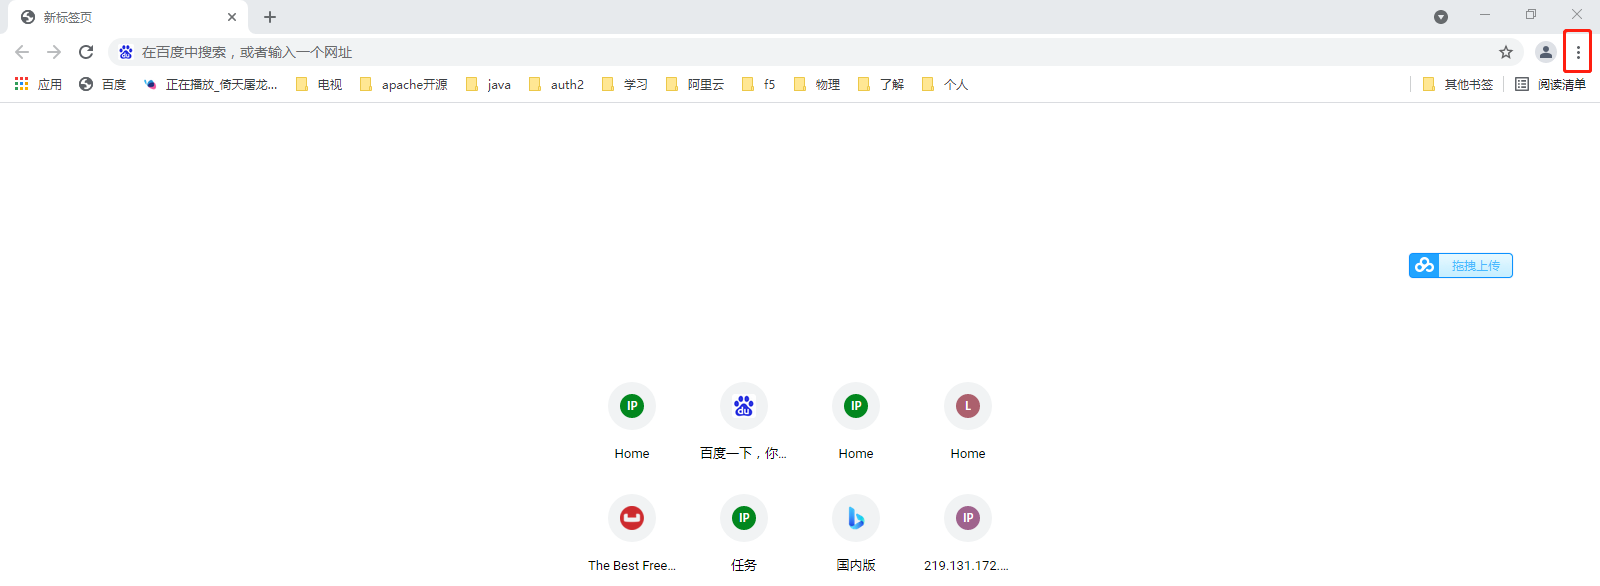 新标签页
在百度中搜索，或者输入一个网址
应用 百度 正在播放_倚天屠龙... 电视 apache开源 java auth2 学习 阿里云 f5 物理 了解 个人 其他书签 阅读清单
拖拽上传
IP du IP L
Home 百度一下，你... Home Home
IP IP
The Best Free... 任务 国内版 219.131.172....